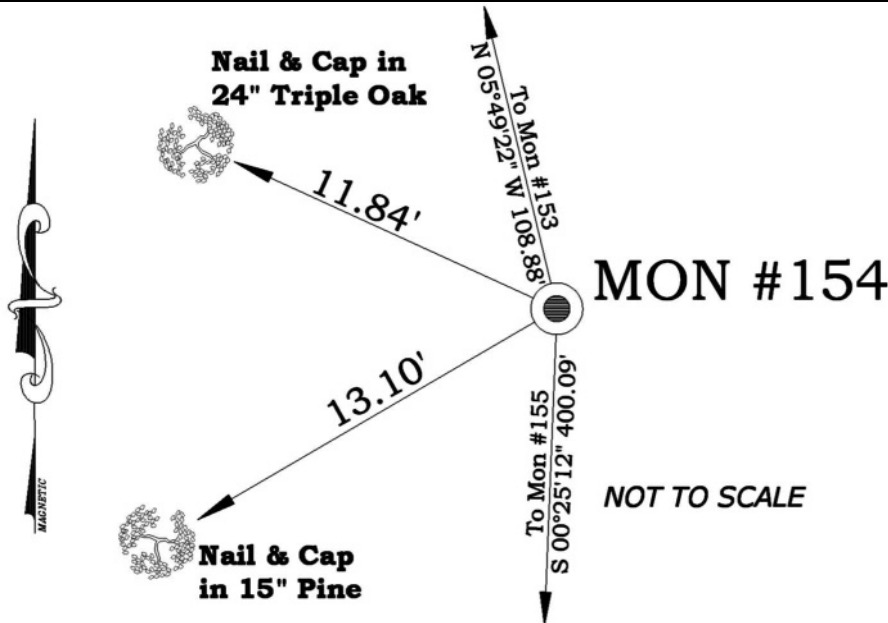 Nail & Cap in
24" Triple Oak
To Mon #153
N 05°49'22" W 108.88'
11.84'
MON #154
13.10'
To Mon #155
S 00°25'12" 400.09'
NOT TO SCALE
MAGNETIC
Nail & Cap
in 15" Pine